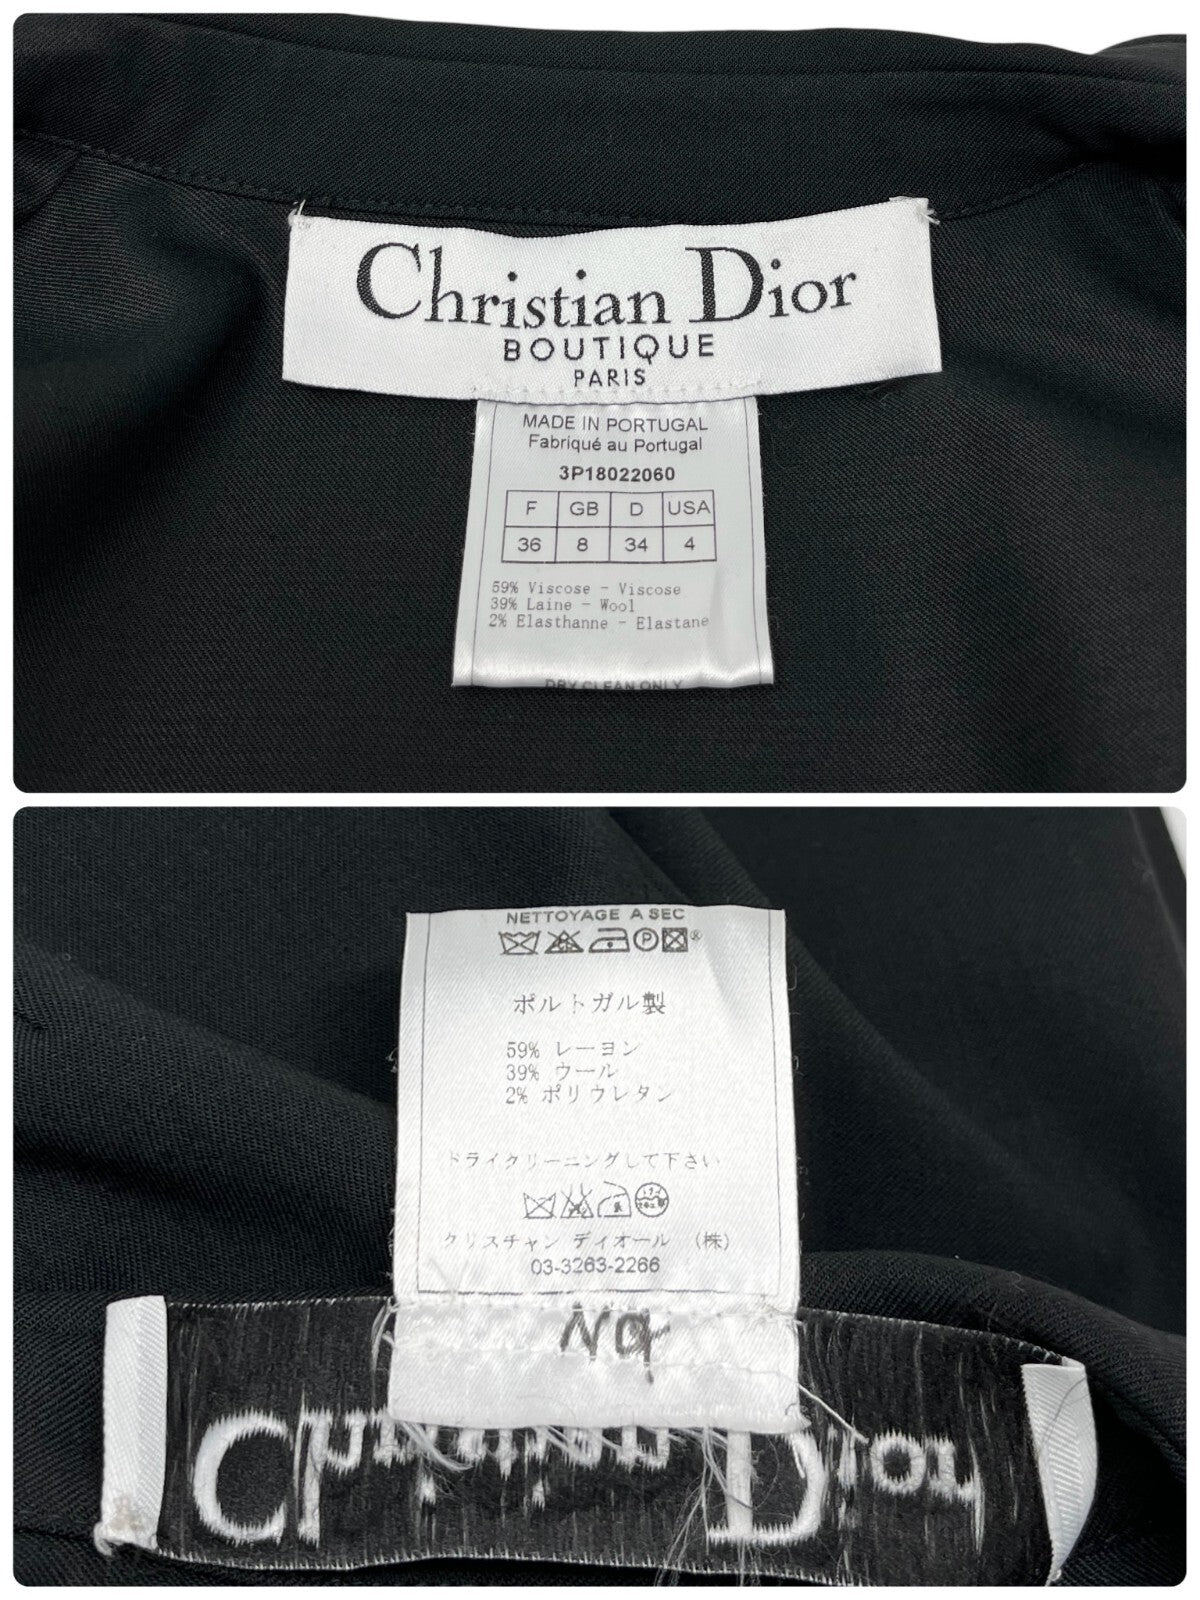 Christian Dior
BOUTIQUE
PARIS
MADE IN PORTUGAL
Fabriqué au Portugal
3P18022060
F GB D USA
36 8 34 4
59% Viscose - Viscose
39% Laine - Wool
2% Elasthanne - Elastane
DRY CLEAN ONLY
NETTOYAGE A SEC
ポルトガル製
59% レーヨン
39% ウール
2% ポリウレタン
ドライクリーニングして下さい
クリスチャン ディオール (株)
03-3263-2266
Christian Dior